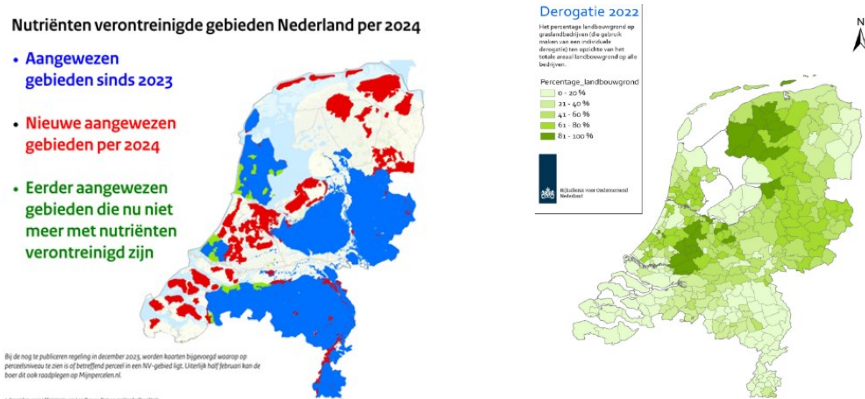 Nutriënten verontreinigde gebieden Nederland per 2024
• Aangewezen
gebieden sinds 2023
• Nieuwe aangewezen
gebieden per 2024
• Eerder aangewezen
gebieden die nu niet
meer met nutriënten
verontreinigd zijn
Bij de nog te publiceren regeling in december 2023, worden kaarten bijgevoegd waarop op
perceelsniveau te zien is of betreffend perceel in een NV-gebied ligt. Uiterlijk half februari kan de
boer dit ook raadplegen op Mijnpercelen.nl.
Derogatie 2022
Het percentage landbouwgrond op
graslandbedrijven (die gebruik
maken van een individuele
derogatie) ten opzichte van het
totale areaal landbouwgrond op alle
bedrijven.
Percentage_landbouwgrond
0 - 20 %
21 - 40 %
41 - 60 %
61 - 80 %
81 - 100 %
Rijksdienst voor Ondernemend
Nederland
N